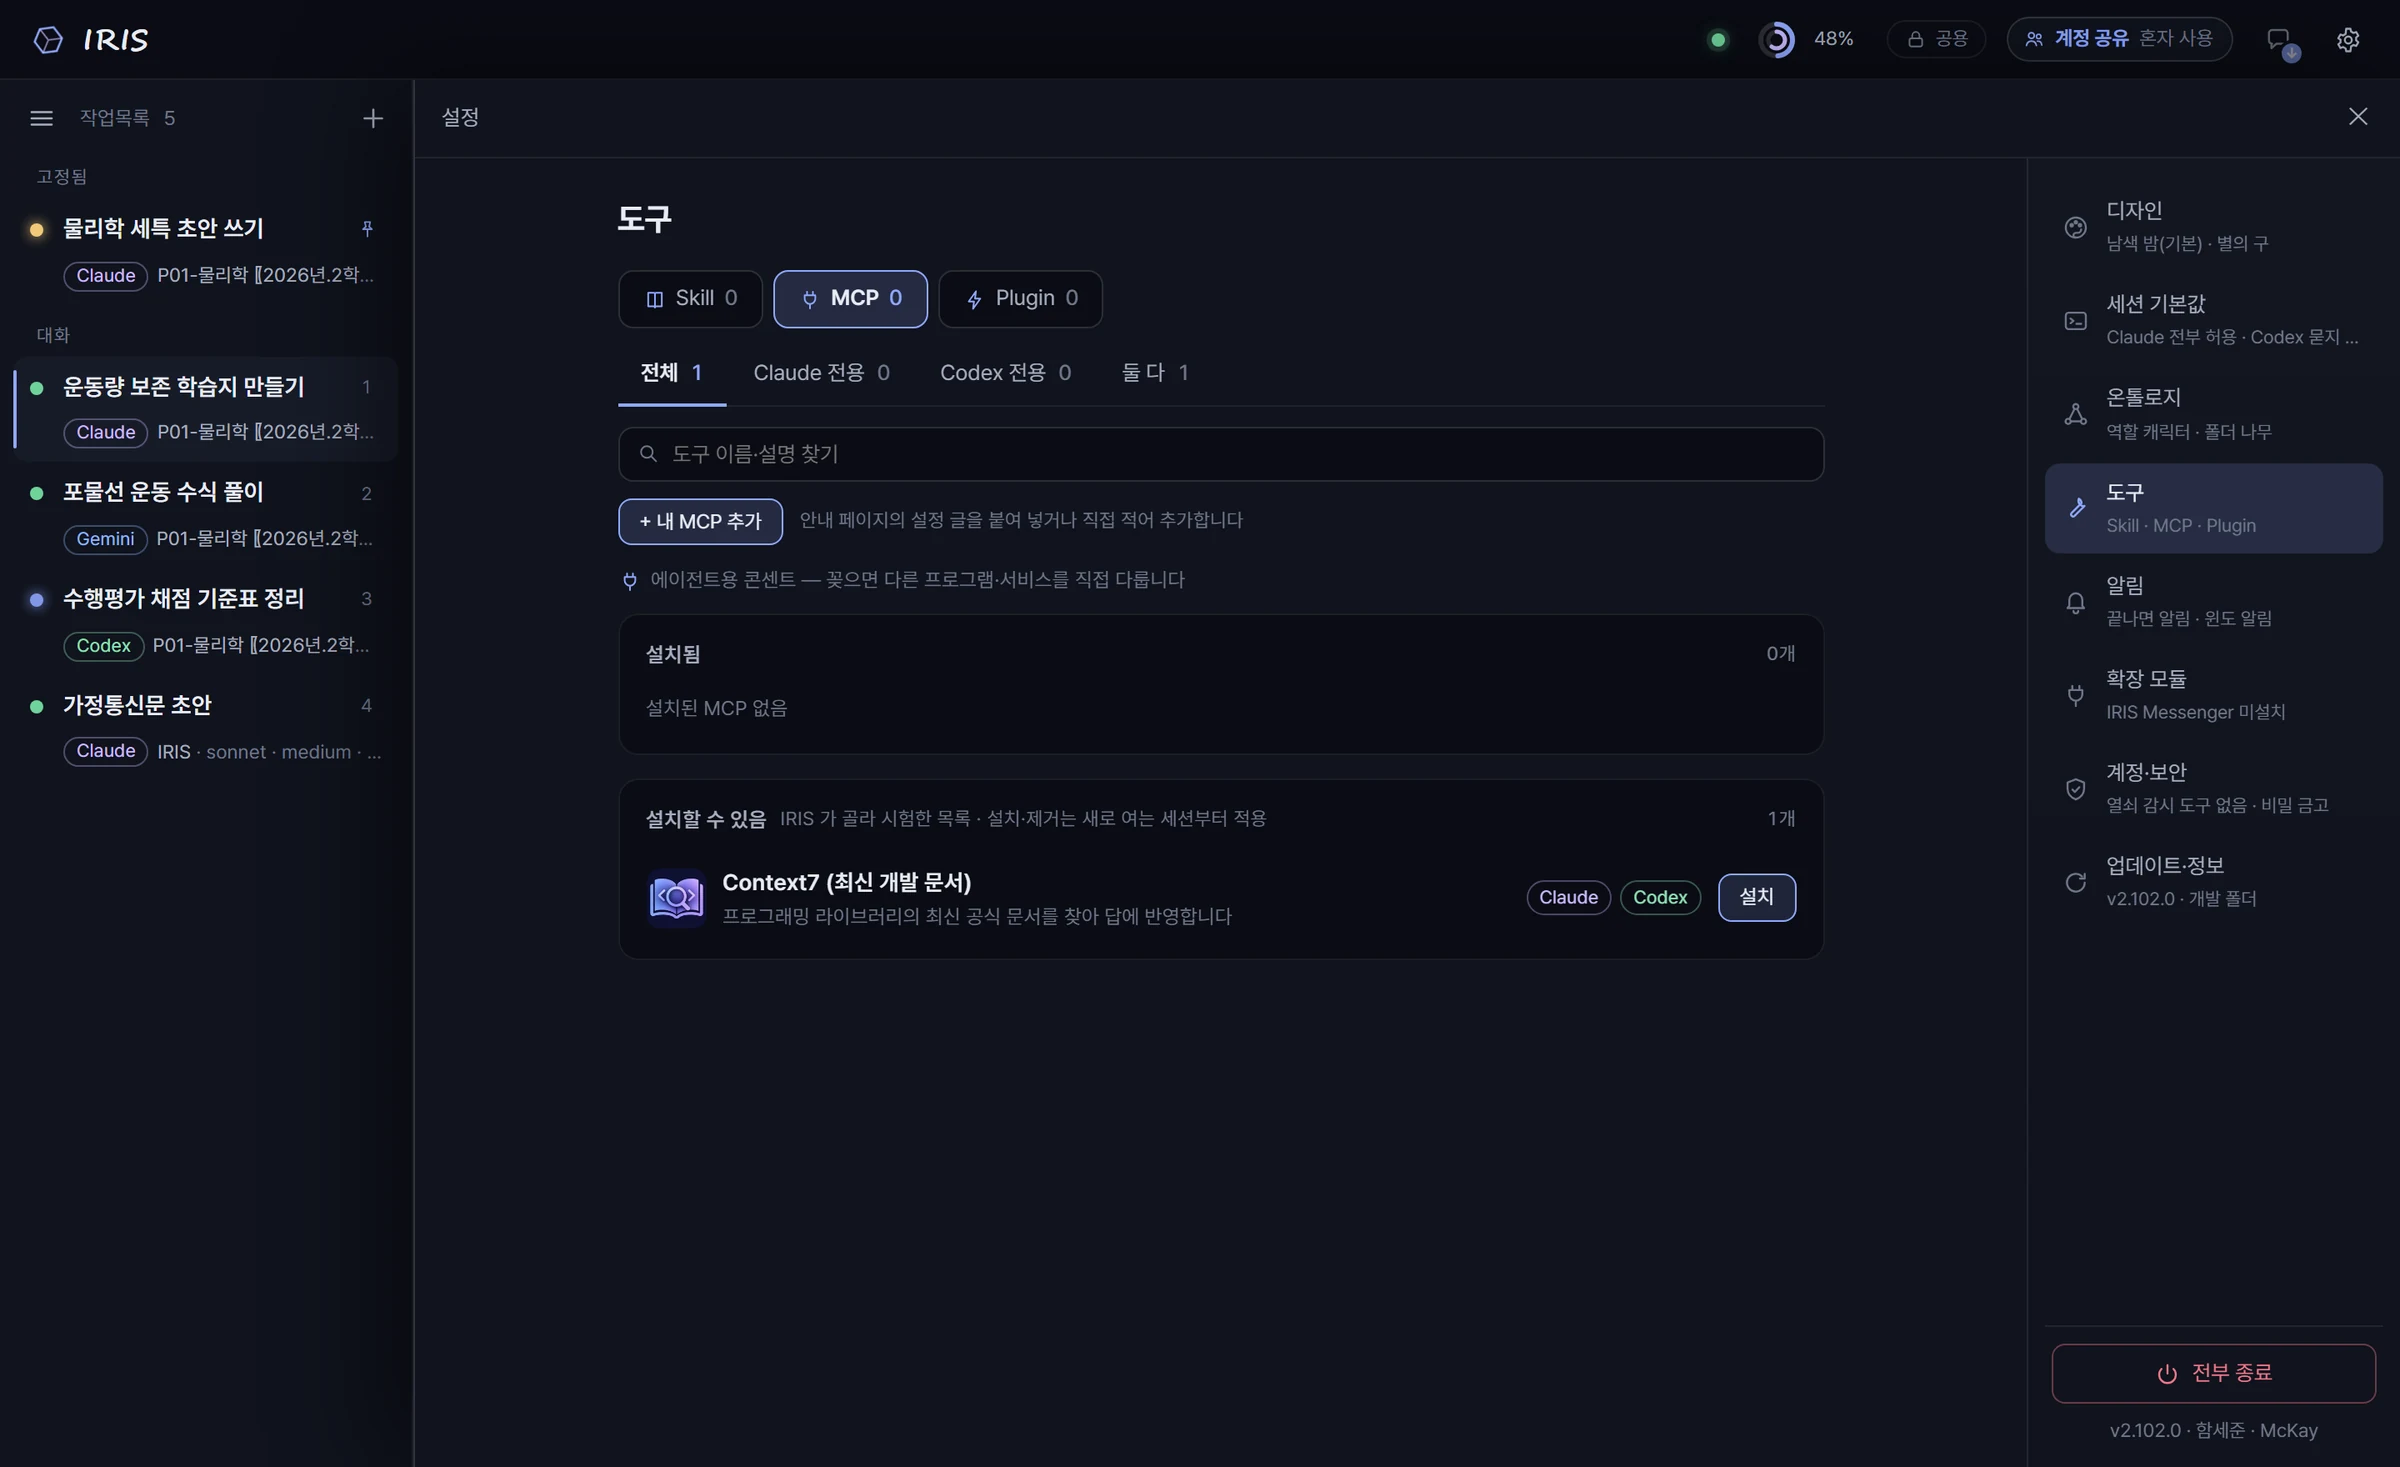 IRIS
48%
공용
계정 공유 혼자 사용
작업목록 5
고정됨
물리학 세특 초안 쓰기
Claude P01-물리학 〖2026년.2학...
대화
운동량 보존 학습지 만들기 1
Claude P01-물리학 〖2026년.2학...
포물선 운동 수식 풀이 2
Gemini P01-물리학 〖2026년.2학...
수행평가 채점 기준표 정리 3
Codex P01-물리학 〖2026년.2학...
가정통신문 초안 4
Claude IRIS · sonnet · medium · ...
설정
도구
Skill 0
MCP 0
Plugin 0
전체 1
Claude 전용 0
Codex 전용 0
둘 다 1
도구 이름·설명 찾기
+ 내 MCP 추가
안내 페이지의 설정 글을 붙여 넣거나 직접 적어 추가합니다
에이전트용 콘센트 — 꽂으면 다른 프로그램·서비스를 직접 다룹니다
설치됨 0개
설치된 MCP 없음
설치할 수 있음 IRIS 가 골라 시험한 목록 · 설치·제거는 새로 여는 세션부터 적용 1개
Context7 (최신 개발 문서)
프로그래밍 라이브러리의 최신 공식 문서를 찾아 답에 반영합니다
Claude Codex 설치
디자인
남색 밤(기본) · 별의 구
세션 기본값
Claude 전부 허용 · Codex 묻지 ...
온톨로지
역할 캐릭터 · 폴더 나무
도구
Skill · MCP · Plugin
알림
끝나면 알림 · 윈도 알림
확장 모듈
IRIS Messenger 미설치
계정·보안
열쇠 감시 도구 없음 · 비밀 금고
업데이트·정보
v2.102.0 · 개발 폴더
전부 종료
v2.102.0 · 함세준 · McKay